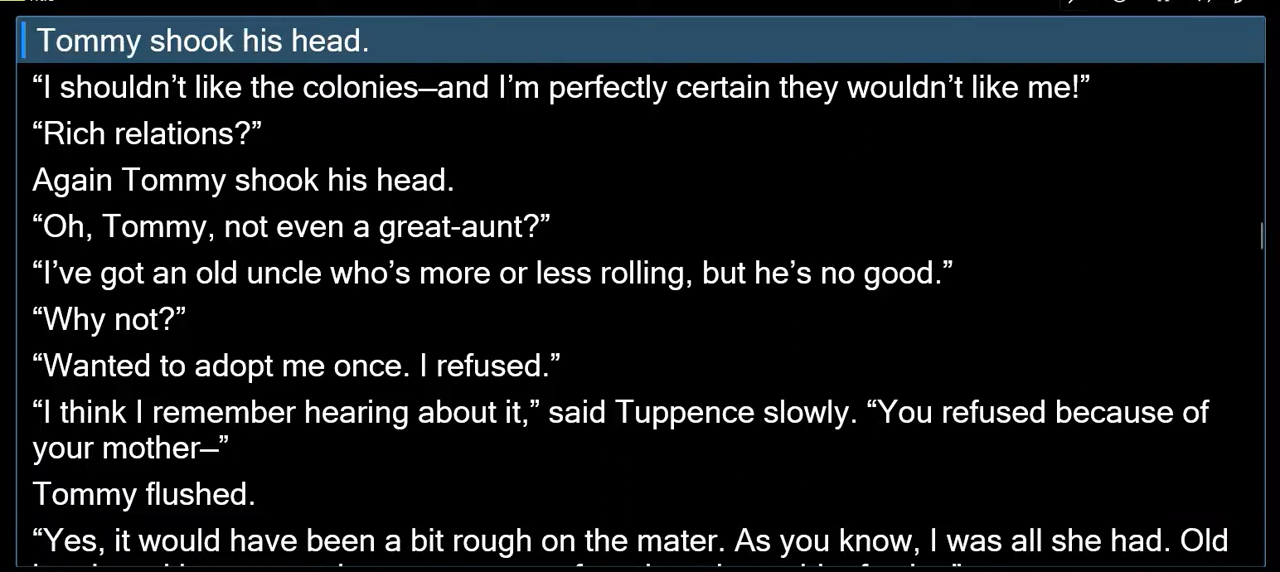 Tommy shook his head.
“I shouldn’t like the colonies—and I’m perfectly certain they wouldn’t like me!”
“Rich relations?”
Again Tommy shook his head.
“Oh, Tommy, not even a great-aunt?”
“I’ve got an old uncle who’s more or less rolling, but he’s no good.”
“Why not?”
“Wanted to adopt me once. I refused.”
“I think I remember hearing about it,” said Tuppence slowly. “You refused because of
your mother—”
Tommy flushed.
“Yes, it would have been a bit rough on the mater. As you know, I was all she had. Old